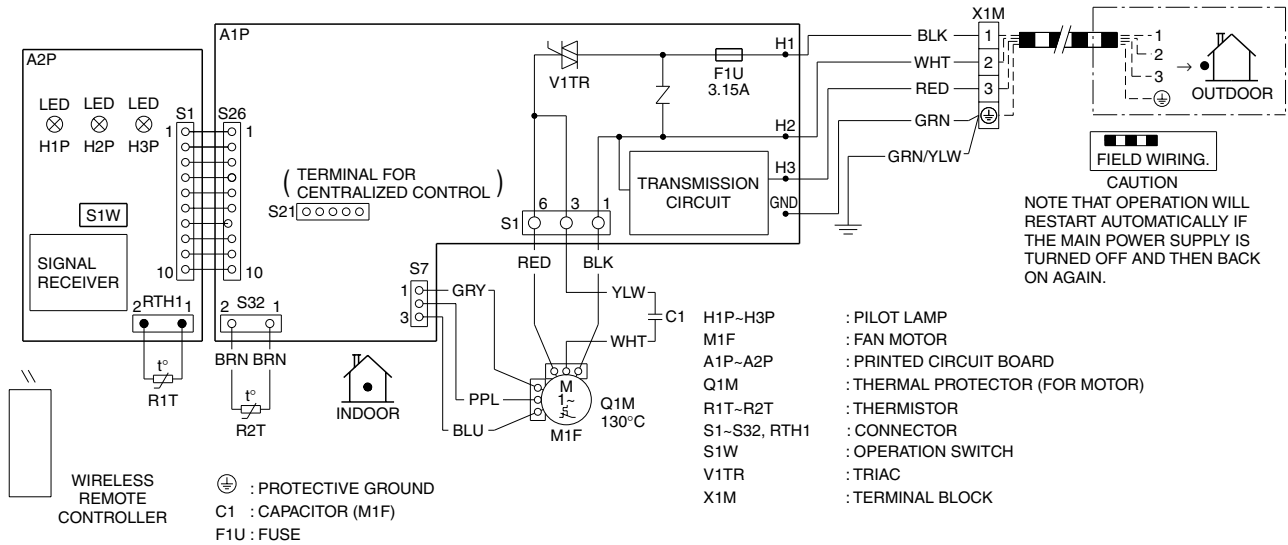 A2P
LED LED LED
H1P H2P H3P
S1
1
10
S1W
SIGNAL
RECEIVER
2 RTH1 1
t°
R1T
A1P
S26
1
10
( TERMINAL FOR
CENTRALIZED CONTROL )
S21
2 S32 1
BRN BRN
t°
R2T
INDOOR
V1TR
F1U
3.15A
H1
H2
H3
GND
TRANSMISSION
CIRCUIT
S1 6 3 1
RED BLK
YLW
C1
WHT
S7
1
3
GRY
PPL
BLU
M
1~
M1F
Q1M
130°C
X1M
BLK 1
WHT 2
RED 3
GRN
GRN/YLW
1
2
3
→
OUTDOOR
FIELD WIRING.
CAUTION
NOTE THAT OPERATION WILL
RESTART AUTOMATICALLY IF
THE MAIN POWER SUPPLY IS
TURNED OFF AND THEN BACK
ON AGAIN.
WIRELESS
REMOTE
CONTROLLER
: PROTECTIVE GROUND
C1 : CAPACITOR (M1F)
F1U : FUSE
H1P~H3P : PILOT LAMP
M1F : FAN MOTOR
A1P~A2P : PRINTED CIRCUIT BOARD
Q1M : THERMAL PROTECTOR (FOR MOTOR)
R1T~R2T : THERMISTOR
S1~S32, RTH1 : CONNECTOR
S1W : OPERATION SWITCH
V1TR : TRIAC
X1M : TERMINAL BLOCK